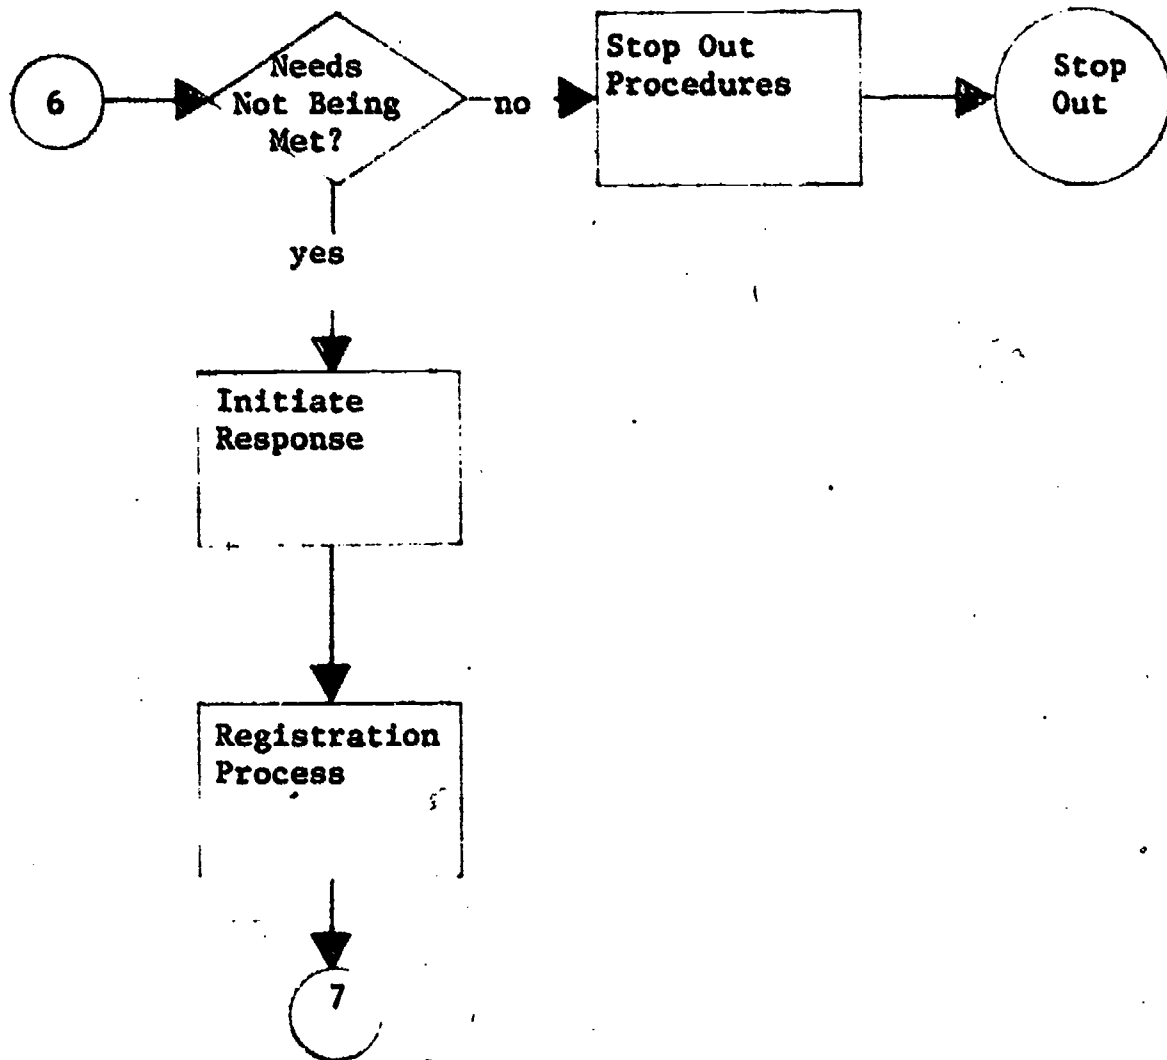 6
Needs
Not Being
Met?
no
Stop Out
Procedures
Stop
Out
yes
Initiate
Response
Registration
Process
7